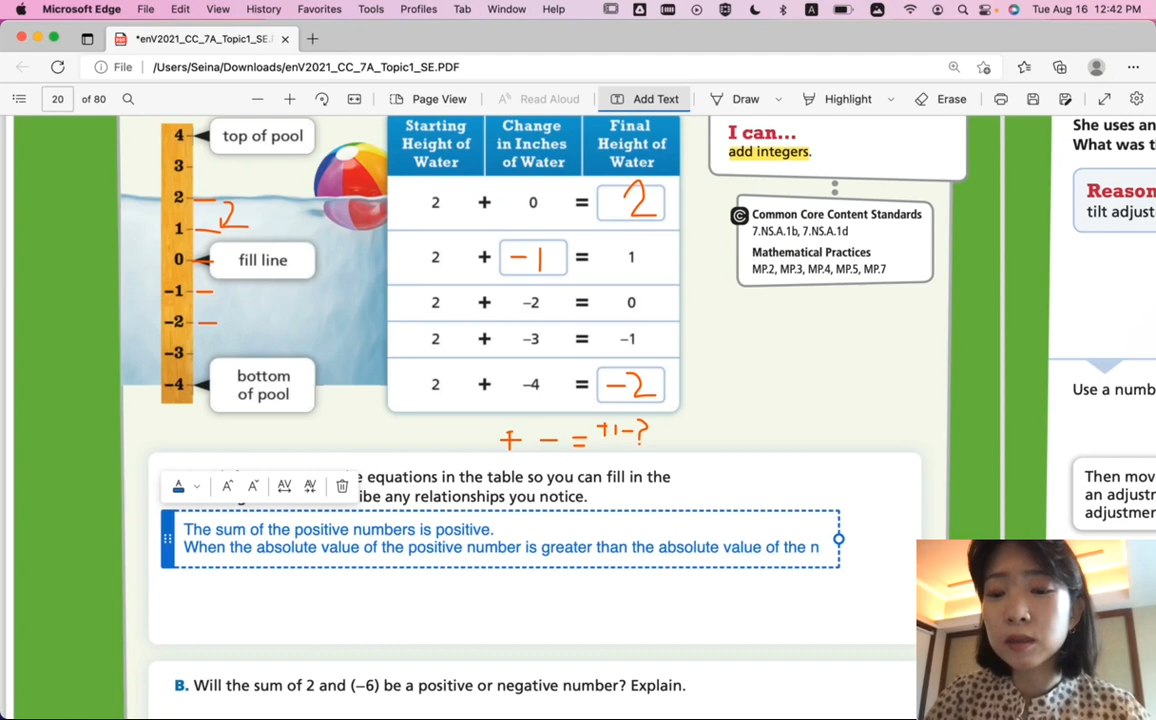 Microsoft Edge File Edit View History Favorites Tools Profiles Tab Window Help A Tue Aug 16 12:42 PM
*enV2021_CC_7A_Topic1_SE.
File /Users/Seina/Downloads/enV2021_CC_7A_Topic1_SE.PDF
20 of 80 Page View Read Aloud Add Text Draw Highlight Erase
4 top of pool
3
2
1
0 fill line
-1
-2
-3
-4 bottom of pool
2
Starting Height of Water Change in Inches of Water Final Height of Water
2 + 0 = 2
2 + -1 = 1
2 + -2 = 0
2 + -3 = -1
2 + -4 = -2
+ - = +1-?
I can...
add integers.
C Common Core Content Standards
7.NS.A.1b, 7.NS.A.1d
Mathematical Practices
MP.2, MP.3, MP.4, MP.5, MP.7
She uses an
What was t
Reason
tilt adjust
Use a numb
Then mov
an adjustr
adjustmer
equations in the table so you can fill in the
any relationships you notice.
The sum of the positive numbers is positive.
When the absolute value of the positive number is greater than the absolute value of the n
B. Will the sum of 2 and (-6) be a positive or negative number? Explain.